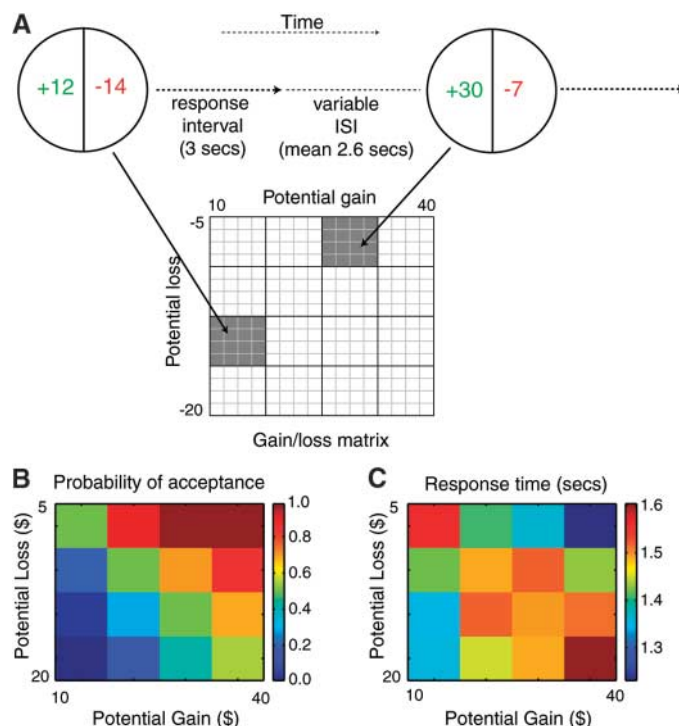 A
Time
+12 -14
+30 -7
response
interval
(3 secs)
variable
ISI
(mean 2.6 secs)
Potential gain
10 40
-5
Potential loss
-20
Gain/loss matrix
B
Probability of acceptance
5
Potential Loss ($)
20
10 40
Potential Gain ($)
1.0
0.8
0.6
0.4
0.2
0.0
C
Response time (secs)
5
Potential Loss ($)
20
10 40
Potential Gain ($)
1.6
1.5
1.4
1.3